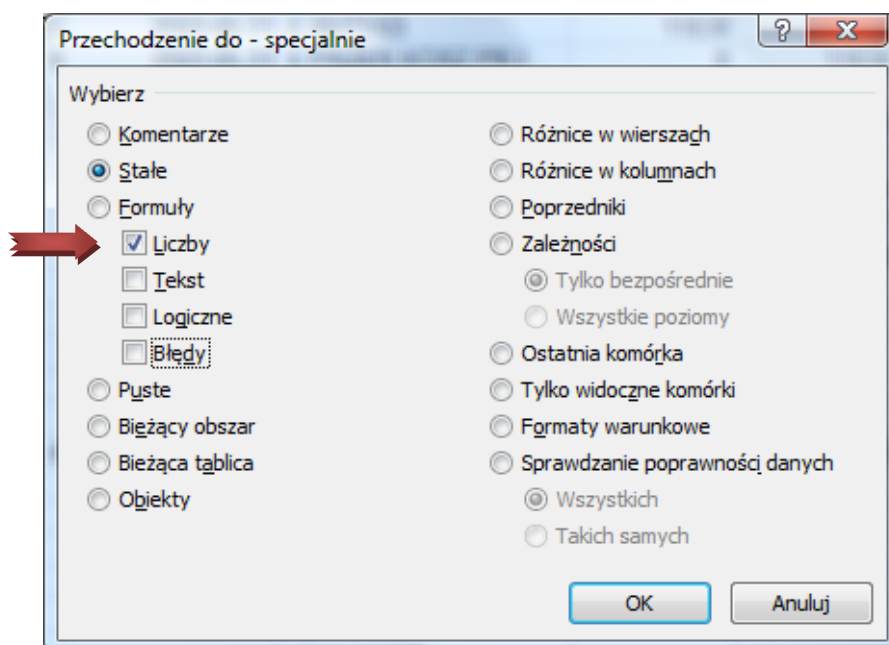 Przechodzenie do - specjalnie
Wybierz
Komentarze
Stałe
Formuły
Liczby
Tekst
Logiczne
Błędy
Puste
Bieżący obszar
Bieżąca tablica
Obiekty
Różnice w wierszach
Różnice w kolumnach
Poprzedniki
Zależności
Tylko bezpośrednie
Wszystkie poziomy
Ostatnia komórka
Tylko widoczne komórki
Formaty warunkowe
Sprawdzanie poprawności danych
Wszystkich
Takich samych
OK
Anuluj